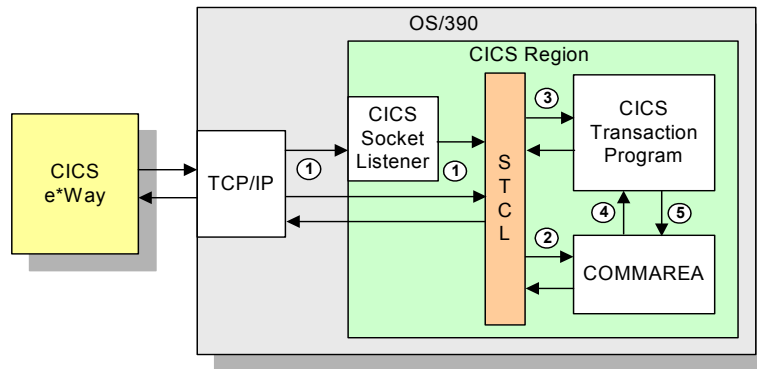 OS/390
CICS Region
CICS
e*Way
TCP/IP
1
CICS
Socket
Listener
1
S
T
C
L
3
CICS
Transaction
Program
4
5
2
COMMAREA